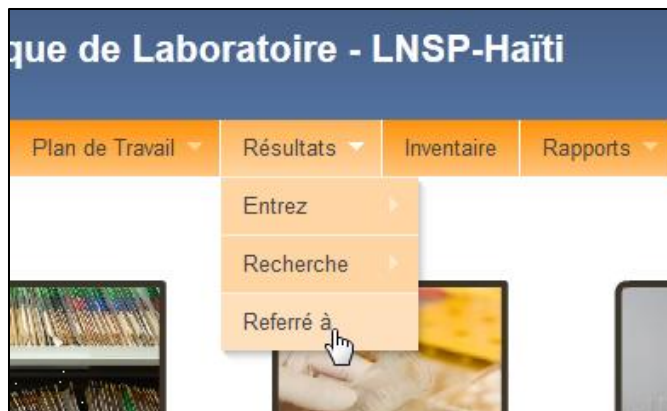 que de Laboratoire - LNSP-Haïti
Plan de Travail Résultats Inventaire Rapports
Entrez
Recherche
Referré à